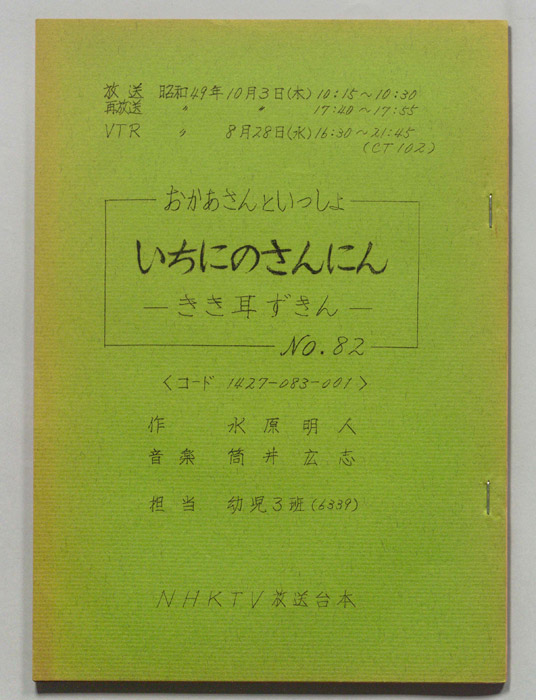 放送 昭和49年10月3日(木) 10:15～10:30
再放送 〃 〃 17:40～17:55
VTR 〃 8月28日(水) 16:30～21:45
(CT102)
おかあさんといっしょ
いちにのさんにん
―きき耳ずきん―
No.82
〈コード 1427-083-001〉
作 水原明人
音楽 筒井広志
担当 幼児3班(6339)
NHKTV放送台本